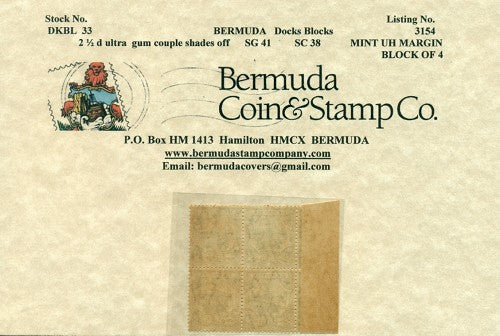 Stock No. Listing No.
DKBL 33 BERMUDA Docks Blocks 3154
2 ½ d ultra gum couple shades off SG 41 SC 38 MINT UH MARGIN
BLOCK OF 4
Bermuda
Coin&Stamp Co.
P.O. Box HM 1413 Hamilton HMCX BERMUDA
www.bermudastampcompany.com
Email: bermudacovers@gmail.com